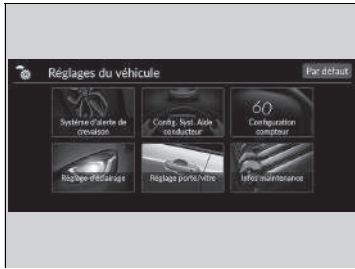 Réglages du véhicule
Par défaut
Système d'alerte de
crevaison
Config. Syst. Aide
conducteur
60
Configuration
compteur
Réglage d'éclairage
Réglage porte/vitre
Infos maintenance